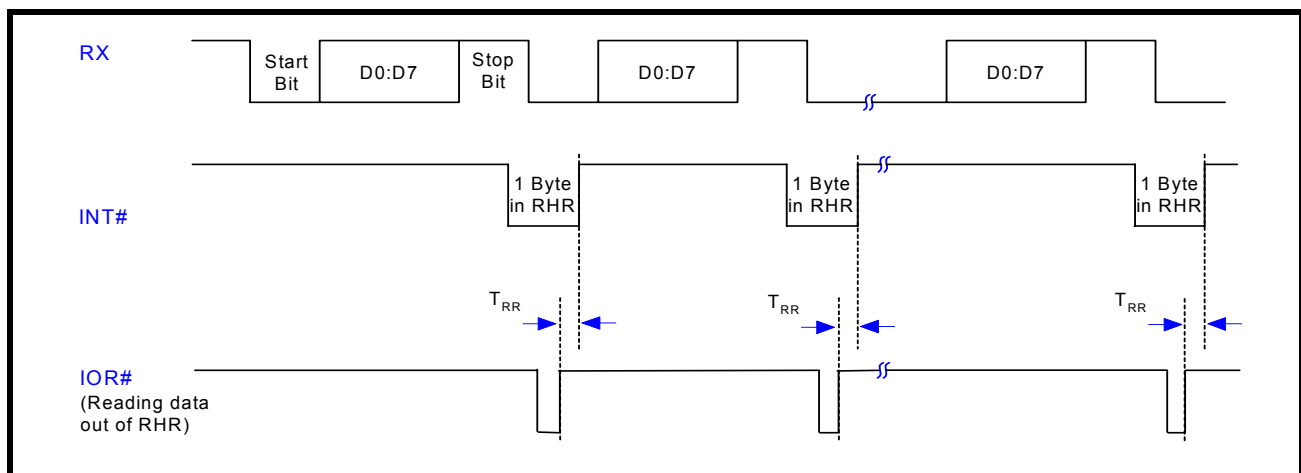 RX
Start
Bit
D0:D7
Stop
Bit
D0:D7
D0:D7
INT#
1 Byte
in RHR
1 Byte
in RHR
1 Byte
in RHR
TRR
TRR
TRR
IOR#
(Reading data
out of RHR)